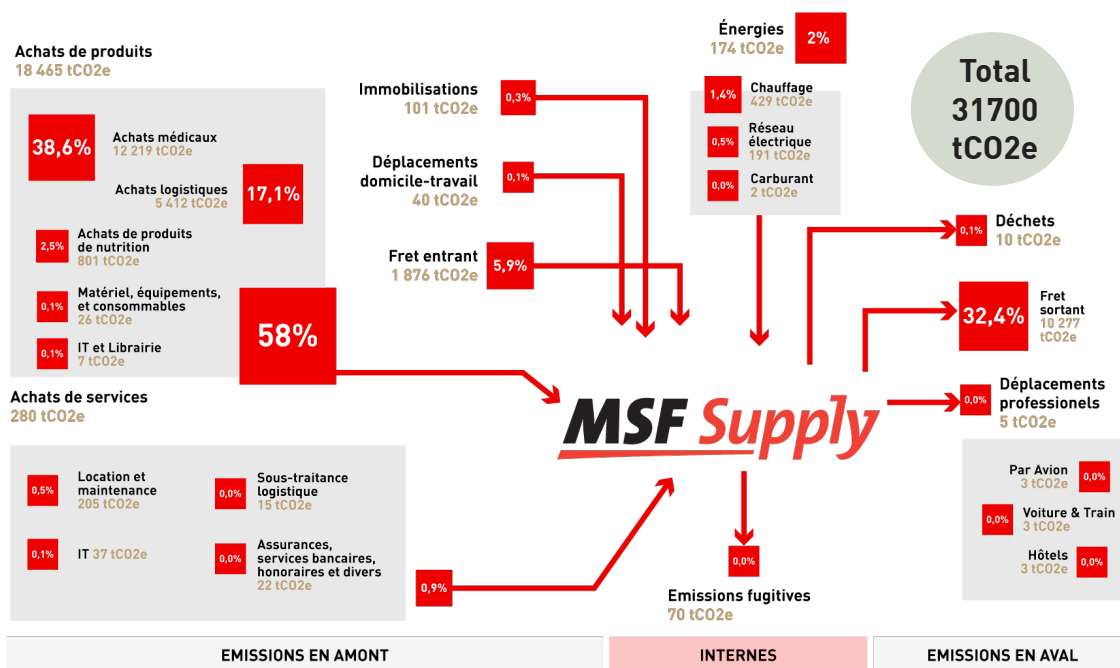 Achats de produits
18 465 tCO2e
38,6%
Achats médicaux
12 219 tCO2e
Achats logistiques
5 412 tCO2e
17,1%
2,5%
Achats de produits
de nutrition
801 tCO2e
0,1%
Matériel, équipements,
et consommables
26 tCO2e
0,1%
IT et Librairie
7 tCO2e
58%
Achats de services
280 tCO2e
0,5%
Location et
maintenance
205 tCO2e
0,0%
Sous-traitance
logistique
15 tCO2e
0,1%
IT 37 tCO2e
0,0%
Assurances,
services bancaires,
honoraires et divers
22 tCO2e
0,9%
Immobilisations
101 tCO2e
0,3%
Déplacements
domicile-travail
40 tCO2e
0,1%
Fret entrant
1 876 tCO2e
5,9%
Énergies
174 tCO2e
2%
1,4%
Chauffage
429 tCO2e
0,5%
Réseau
électrique
191 tCO2e
0,0%
Carburant
2 tCO2e
Total
31700
tCO2e
MSF Supply
0,0%
Emissions fugitives
70 tCO2e
0,1%
Déchets
10 tCO2e
32,4%
Fret
sortant
10 277
tCO2e
0,0%
Déplacements
professionels
5 tCO2e
Par Avion
3 tCO2e
0,0%
0,0%
Voiture & Train
3 tCO2e
Hôtels
3 tCO2e
0,0%
EMISSIONS EN AMONT
INTERNES
EMISSIONS EN AVAL